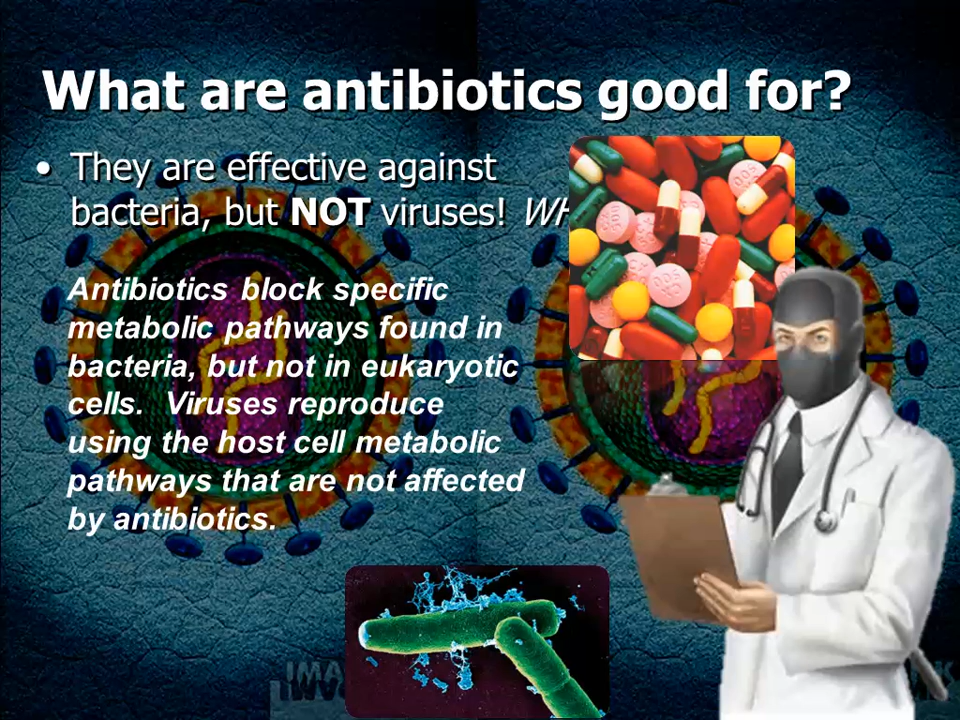 What are antibiotics good for?
• They are effective against
bacteria, but NOT viruses!
Antibiotics block specific
metabolic pathways found in
bacteria, but not in eukaryotic
cells. Viruses reproduce
using the host cell metabolic
pathways that are not affected
by antibiotics.